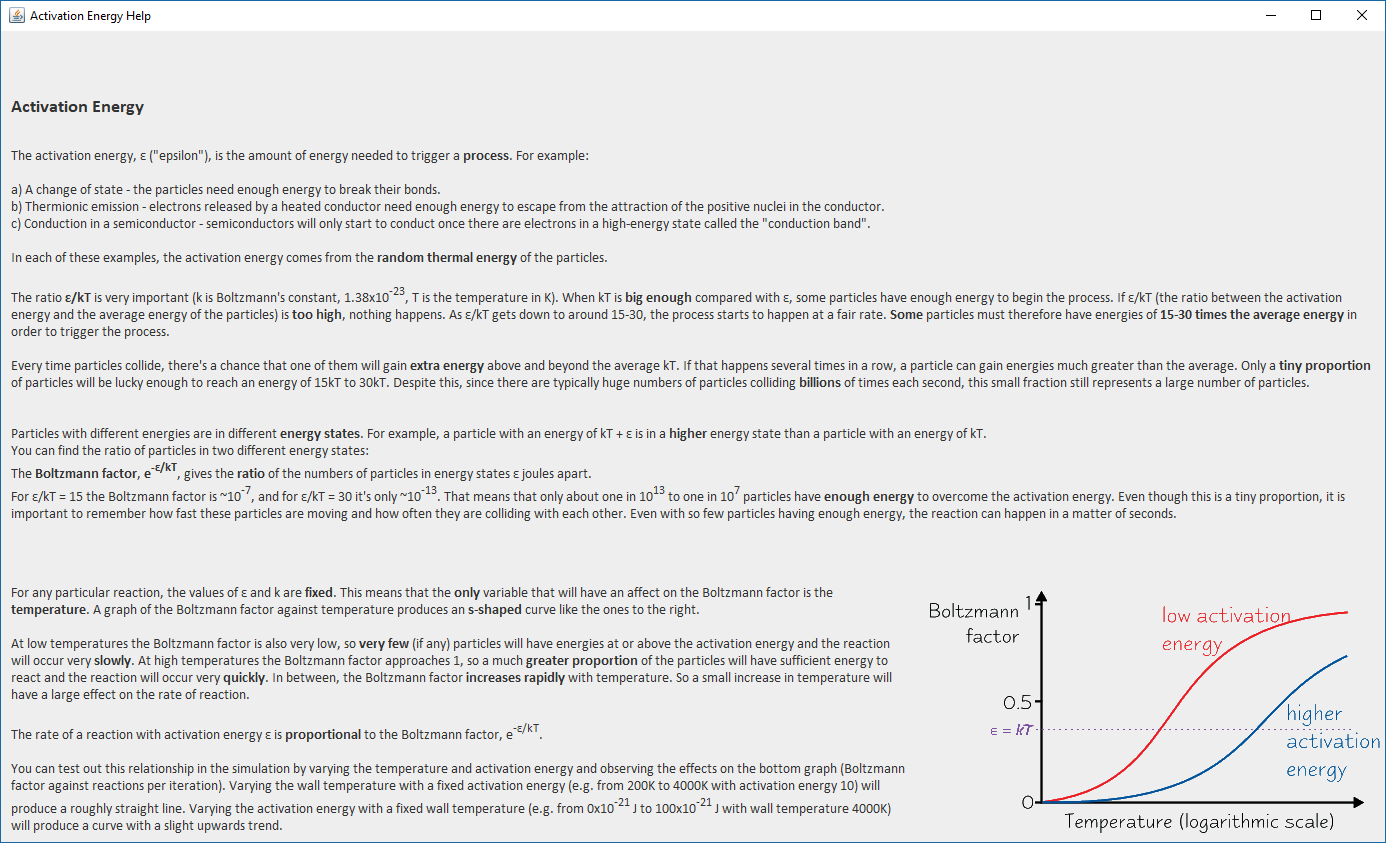 Activation Energy Help
Activation Energy
The activation energy, ε ("epsilon"), is the amount of energy needed to trigger a process. For example:
a) A change of state - the particles need enough energy to break their bonds.
b) Thermionic emission - electrons released by a heated conductor need enough energy to escape from the attraction of the positive nuclei in the conductor.
c) Conduction in a semiconductor - semiconductors will only start to conduct once there are electrons in a high-energy state called the "conduction band".
In each of these examples, the activation energy comes from the random thermal energy of the particles.
The ratio ε/kT is very important (k is Boltzmann's constant, 1.38x10^-23, T is the temperature in K). When kT is big enough compared with ε, some particles have enough energy to begin the process. If ε/kT (the ratio between the activation
energy and the average energy of the particles) is too high, nothing happens. As ε/kT gets down to around 15-30, the process starts to happen at a fair rate. Some particles must therefore have energies of 15-30 times the average energy in
order to trigger the process.
Every time particles collide, there's a chance that one of them will gain extra energy above and beyond the average kT. If that happens several times in a row, a particle can gain energies much greater than the average. Only a tiny proportion
of particles will be lucky enough to reach an energy of 15kT to 30kT. Despite this, since there are typically huge numbers of particles colliding billions of times each second, this small fraction still represents a large number of particles.
Particles with different energies are in different energy states. For example, a particle with an energy of kT + ε is in a higher energy state than a particle with an energy of kT.
You can find the ratio of particles in two different energy states:
The Boltzmann factor, e^-ε/kT, gives the ratio of the numbers of particles in energy states ε joules apart.
For ε/kT = 15 the Boltzmann factor is ~10^-7, and for ε/kT = 30 it's only ~10^-13. That means that only about one in 10^13 to one in 10^7 particles have enough energy to overcome the activation energy. Even though this is a tiny proportion, it is
important to remember how fast these particles are moving and how often they are colliding with each other. Even with so few particles having enough energy, the reaction can happen in a matter of seconds.
For any particular reaction, the values of ε and k are fixed. This means that the only variable that will have an affect on the Boltzmann factor is the
temperature. A graph of the Boltzmann factor against temperature produces an s-shaped curve like the ones to the right.
At low temperatures the Boltzmann factor is also very low, so very few (if any) particles will have energies at or above the activation energy and the reaction
will occur very slowly. At high temperatures the Boltzmann factor approaches 1, so a much greater proportion of the particles will have sufficient energy to
react and the reaction will occur very quickly. In between, the Boltzmann factor increases rapidly with temperature. So a small increase in temperature will
have a large effect on the rate of reaction.
The rate of a reaction with activation energy ε is proportional to the Boltzmann factor, e^-ε/kT.
You can test out this relationship in the simulation by varying the temperature and activation energy and observing the effects on the bottom graph (Boltzmann
factor against reactions per iteration). Varying the wall temperature with a fixed activation energy (e.g. from 200K to 4000K with activation energy 10) will
produce a roughly straight line. Varying the activation energy with a fixed wall temperature (e.g. from 0x10^-21 J to 100x10^-21 J with wall temperature 4000K)
will produce a curve with a slight upwards trend.
Boltzmann
factor
1
low activation
energy
0.5
ε = kT
higher
activation
energy
0
Temperature (logarithmic scale)